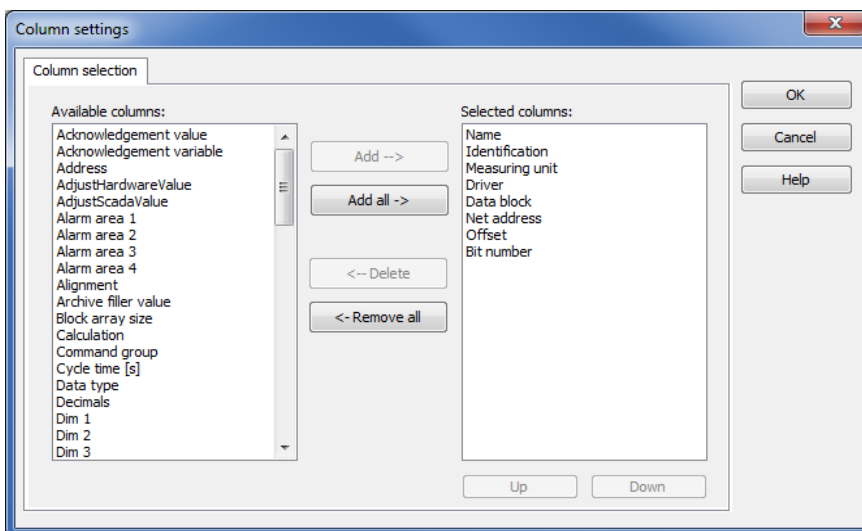 Column settings
Column selection
Available columns:
Acknowledgement value
Acknowledgement variable
Address
AdjustHardwareValue
AdjustScadaValue
Alarm area 1
Alarm area 2
Alarm area 3
Alarm area 4
Alignment
Archive filler value
Block array size
Calculation
Command group
Cycle time [s]
Data type
Decimals
Dim 1
Dim 2
Dim 3
Add -->
Add all ->
<-- Delete
<- Remove all
Selected columns:
Name
Identification
Measuring unit
Driver
Data block
Net address
Offset
Bit number
Up
Down
OK
Cancel
Help